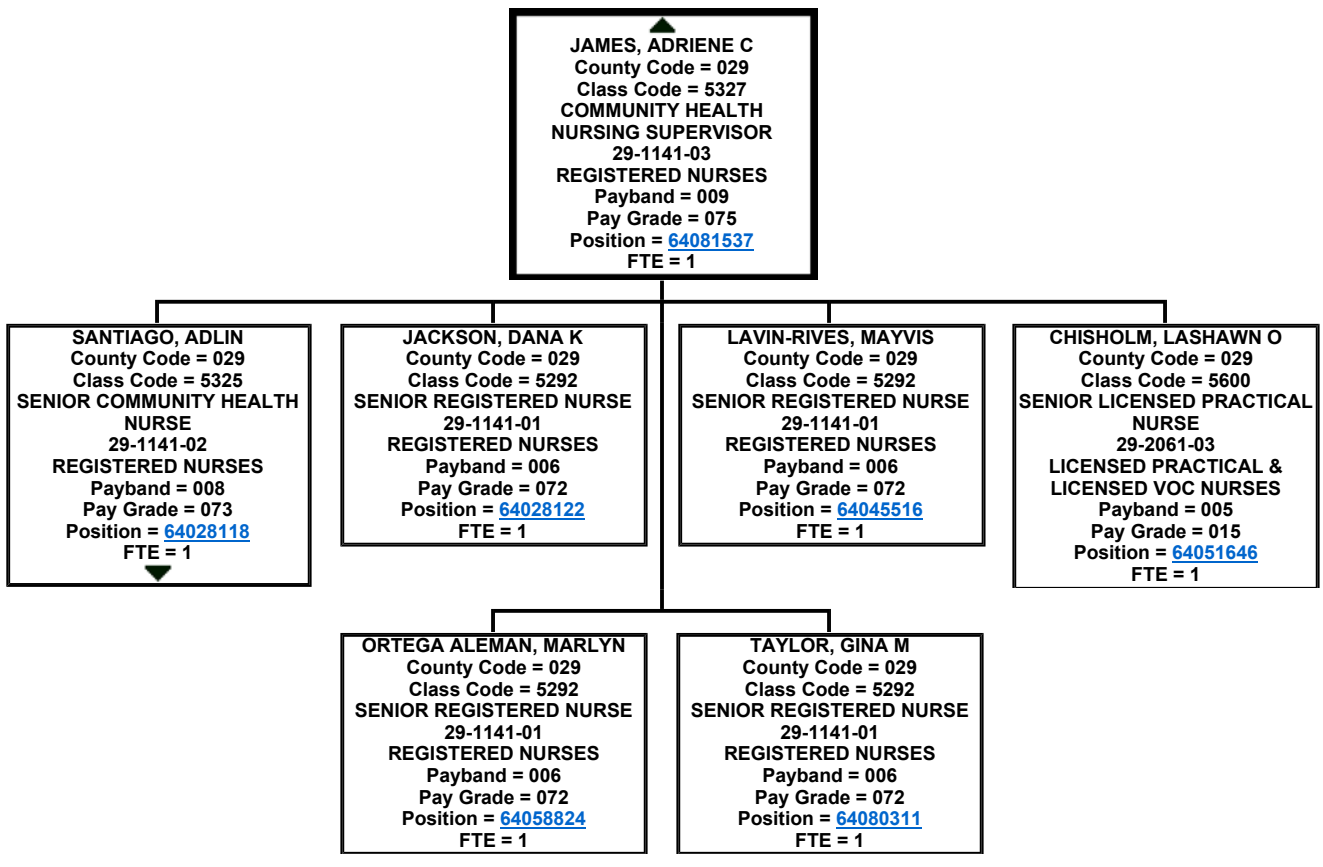 JAMES, ADRIENE C
County Code = 029
Class Code = 5327
COMMUNITY HEALTH
NURSING SUPERVISOR
29-1141-03
REGISTERED NURSES
Payband = 009
Pay Grade = 075
Position = 64081537
FTE = 1
SANTIAGO, ADLIN
County Code = 029
Class Code = 5325
SENIOR COMMUNITY HEALTH
NURSE
29-1141-02
REGISTERED NURSES
Payband = 008
Pay Grade = 073
Position = 64028118
FTE = 1
JACKSON, DANA K
County Code = 029
Class Code = 5292
SENIOR REGISTERED NURSE
29-1141-01
REGISTERED NURSES
Payband = 006
Pay Grade = 072
Position = 64028122
FTE = 1
LAVIN-RIVES, MAYVIS
County Code = 029
Class Code = 5292
SENIOR REGISTERED NURSE
29-1141-01
REGISTERED NURSES
Payband = 006
Pay Grade = 072
Position = 64045516
FTE = 1
CHISHOLM, LASHAWN O
County Code = 029
Class Code = 5600
SENIOR LICENSED PRACTICAL
NURSE
29-2061-03
LICENSED PRACTICAL &
LICENSED VOC NURSES
Payband = 005
Pay Grade = 015
Position = 64051646
FTE = 1
ORTEGA ALEMAN, MARLYN
County Code = 029
Class Code = 5292
SENIOR REGISTERED NURSE
29-1141-01
REGISTERED NURSES
Payband = 006
Pay Grade = 072
Position = 64058824
FTE = 1
TAYLOR, GINA M
County Code = 029
Class Code = 5292
SENIOR REGISTERED NURSE
29-1141-01
REGISTERED NURSES
Payband = 006
Pay Grade = 072
Position = 64080311
FTE = 1